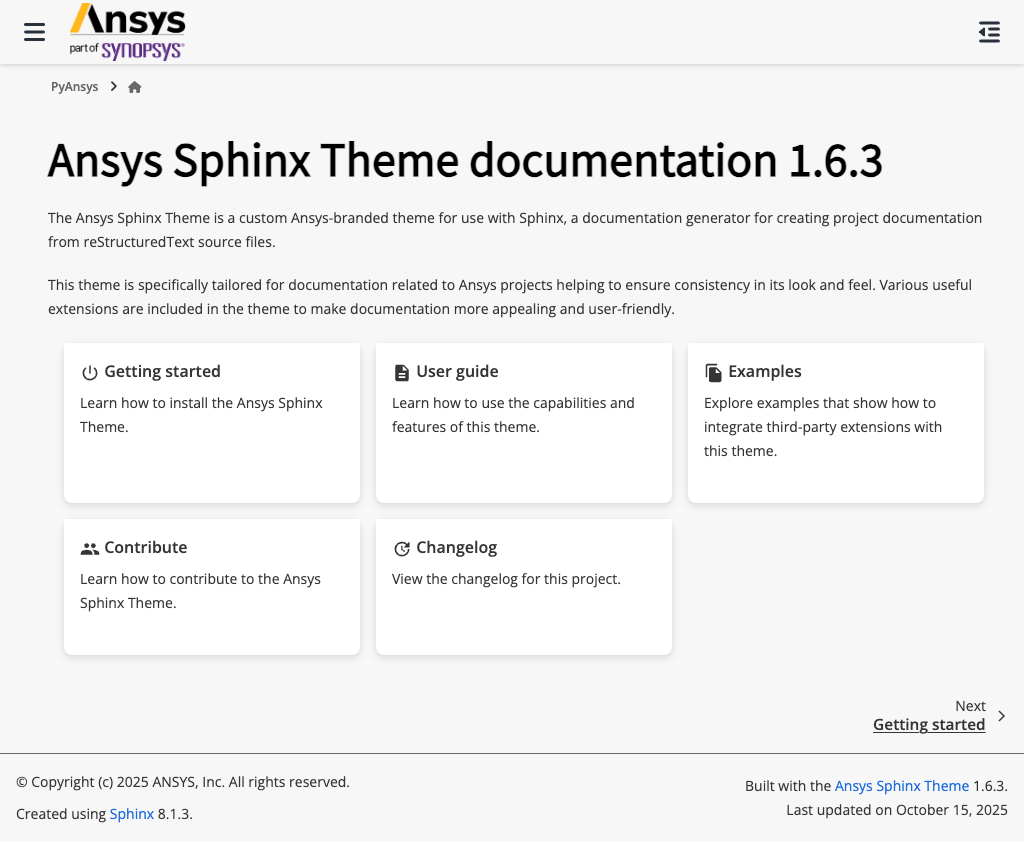 Ansys
part of SYNOPSYS®
PyAnsys
Ansys Sphinx Theme documentation 1.6.3
The Ansys Sphinx Theme is a custom Ansys-branded theme for use with Sphinx, a documentation generator for creating project documentation
from reStructuredText source files.
This theme is specifically tailored for documentation related to Ansys projects helping to ensure consistency in its look and feel. Various useful
extensions are included in the theme to make documentation more appealing and user-friendly.
Getting started
Learn how to install the Ansys Sphinx
Theme.
User guide
Learn how to use the capabilities and
features of this theme.
Examples
Explore examples that show how to
integrate third-party extensions with
this theme.
Contribute
Learn how to contribute to the Ansys
Sphinx Theme.
Changelog
View the changelog for this project.
Next
Getting started
© Copyright (c) 2025 ANSYS, Inc. All rights reserved.
Created using Sphinx 8.1.3.
Built with the Ansys Sphinx Theme 1.6.3.
Last updated on October 15, 2025